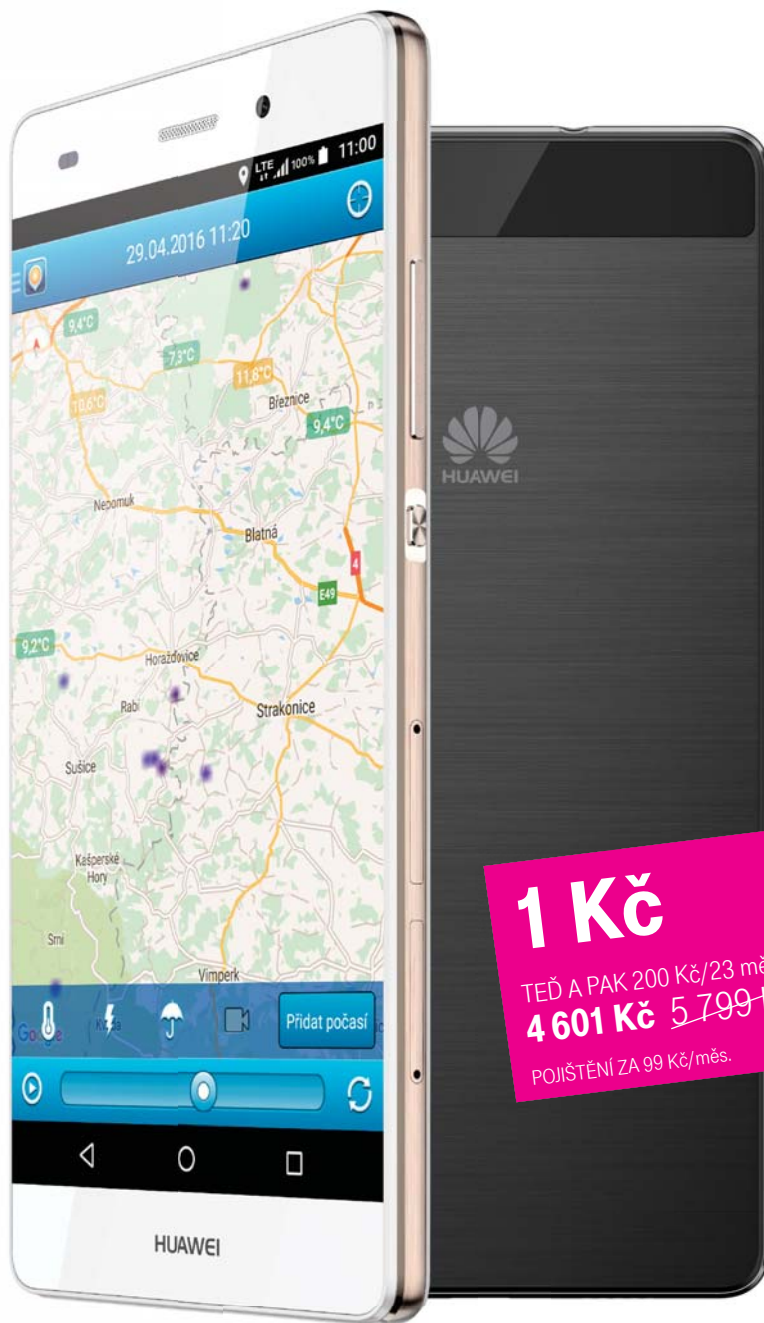 LTE 100% 11:00
29.04.2016 11:20
9,4°C
7,3°C
11,8°C
10,6°C
Březnice
9,4°C
Nepomuk
Blatná
4
E49
9,2°C
Horažďovice
Rabí
Strakonice
Sušice
Kašperské
Hory
Srní
Vimperk
Google
Přidat počasí
HUAWEI
HUAWEI
1 Kč
TEĎ A PAK 200 Kč/23 mě
4 601 Kč 5 799
POJIŠTĚNÍ ZA 99 Kč/měs.